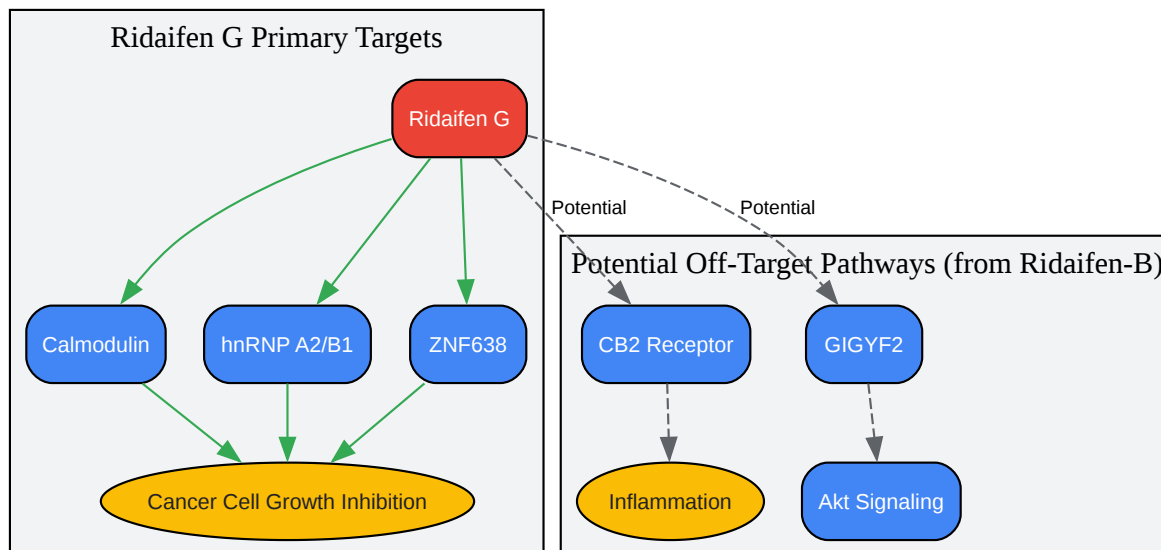 Ridaifen G Primary Targets
Ridaifen G
Potential
Potential
Potential Off-Target Pathways (from Ridaifen-B)
Calmodulin
hnRNP A2/B1
ZNF638
CB2 Receptor
GIGYF2
Cancer Cell Growth Inhibition
Inflammation
Akt Signaling